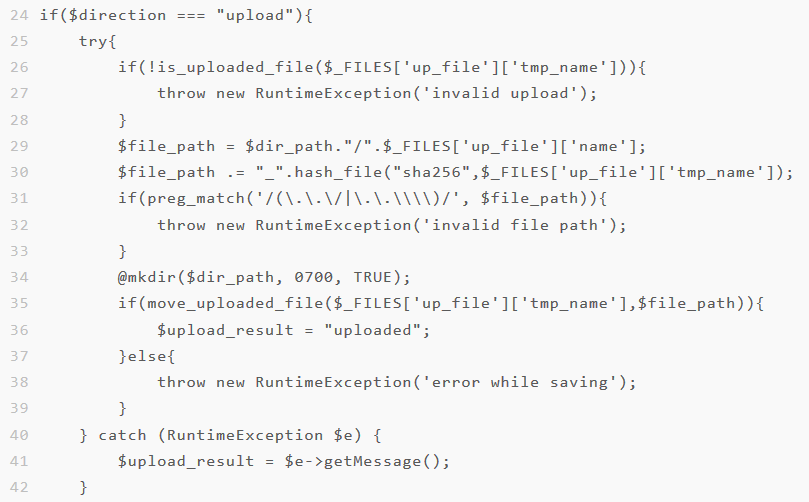 24 if($direction === "upload"){
25     try{
26         if(!is_uploaded_file($_FILES['up_file']['tmp_name'])){
27             throw new RuntimeException('invalid upload');
28         }
29         $file_path = $dir_path."/".$_FILES['up_file']['name'];
30         $file_path .= "_".hash_file("sha256",$_FILES['up_file']['tmp_name']);
31         if(preg_match('/(\.\.\/|\.\.\\\\)/', $file_path)){
32             throw new RuntimeException('invalid file path');
33         }
34         @mkdir($dir_path, 0700, TRUE);
35         if(move_uploaded_file($_FILES['up_file']['tmp_name'],$file_path)){
36             $upload_result = "uploaded";
37         }else{
38             throw new RuntimeException('error while saving');
39         }
40     } catch (RuntimeException $e) {
41         $upload_result = $e->getMessage();
42     }